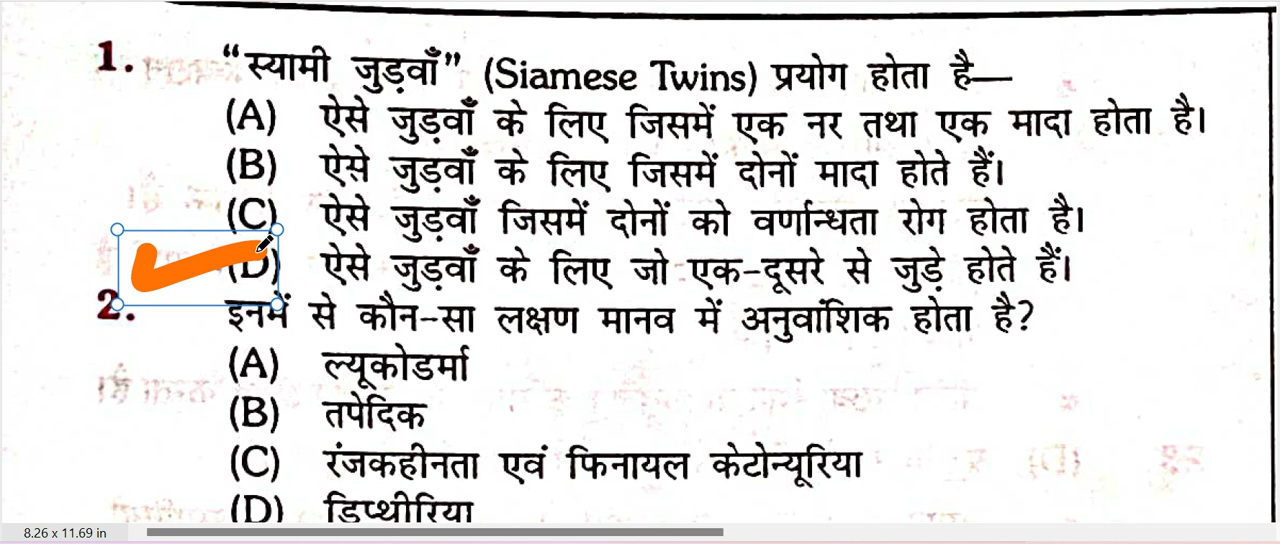 1. “स्यामी जुड़वाँ” (Siamese Twins) प्रयोग होता है—
(A) ऐसे जुड़वाँ के लिए जिसमें एक नर तथा एक मादा होता है।
(B) ऐसे जुड़वाँ के लिए जिसमें दोनों मादा होते हैं।
(C) ऐसे जुड़वाँ जिसमें दोनों को वर्णान्धता रोग होता है।
(D) ऐसे जुड़वाँ के लिए जो एक-दूसरे से जुड़े होते हैं।
2. इनमें से कौन-सा लक्षण मानव में अनुवांशिक होता है?
(A) ल्यूकोडर्मा
(B) तपेदिक
(C) रंजकहीनता एवं फिनायल केटोन्यूरिया
(D) डिप्थीरिया
8.26 x 11.69 in